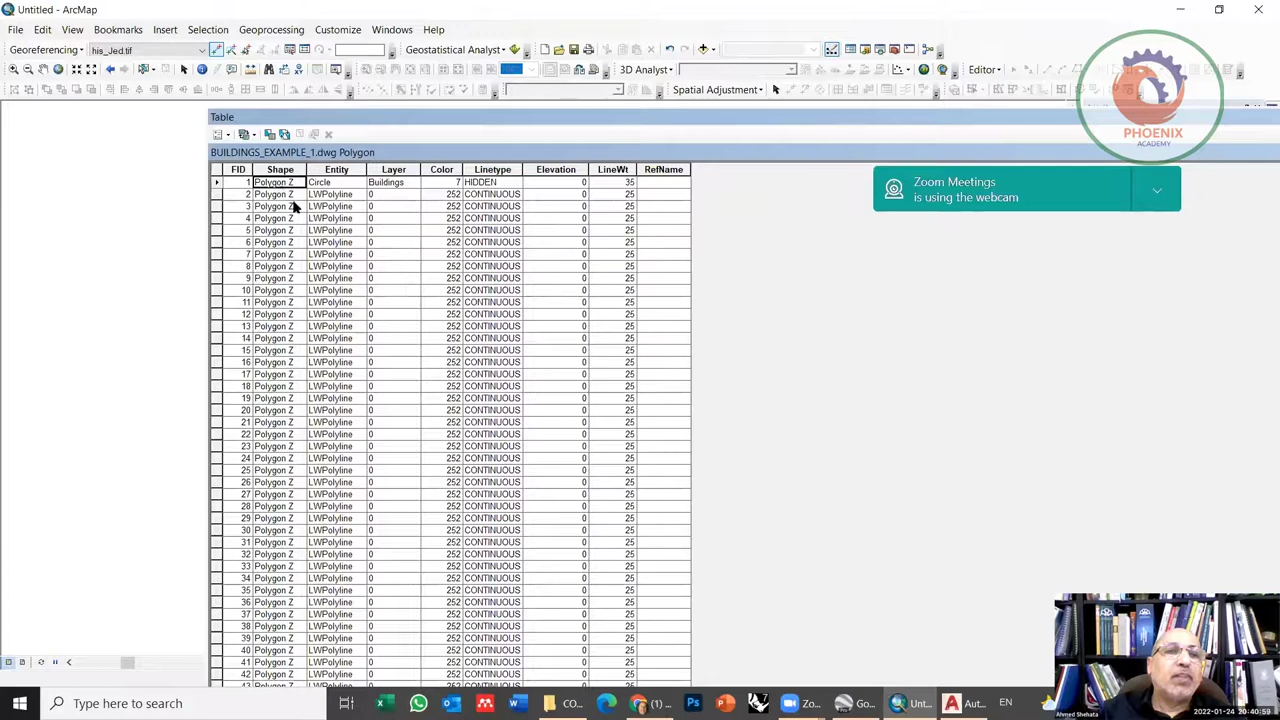 Untitled - ArcMap
File Edit View Bookmarks Insert Selection Geoprocessing Customize Windows Help
Georeferencing his_Jed.tif Geostatistical Analyst
3D Analyst Editor
Spatial Adjustment
PHOENIX
ACADEMY
Table
BUILDINGS_EXAMPLE_1.dwg Polygon
FID Shape Entity Layer Color Linetype Elevation LineWt RefName
1 Polygon Z Circle Buildings 7 HIDDEN 0 35
2 Polygon Z LWPolyline 0 252 CONTINUOUS 0 25
3 Polygon Z LWPolyline 0 252 CONTINUOUS 0 25
4 Polygon Z LWPolyline 0 252 CONTINUOUS 0 25
5 Polygon Z LWPolyline 0 252 CONTINUOUS 0 25
6 Polygon Z LWPolyline 0 252 CONTINUOUS 0 25
7 Polygon Z LWPolyline 0 252 CONTINUOUS 0 25
8 Polygon Z LWPolyline 0 252 CONTINUOUS 0 25
9 Polygon Z LWPolyline 0 252 CONTINUOUS 0 25
10 Polygon Z LWPolyline 0 252 CONTINUOUS 0 25
11 Polygon Z LWPolyline 0 252 CONTINUOUS 0 25
12 Polygon Z LWPolyline 0 252 CONTINUOUS 0 25
13 Polygon Z LWPolyline 0 252 CONTINUOUS 0 25
14 Polygon Z LWPolyline 0 252 CONTINUOUS 0 25
15 Polygon Z LWPolyline 0 252 CONTINUOUS 0 25
16 Polygon Z LWPolyline 0 252 CONTINUOUS 0 25
17 Polygon Z LWPolyline 0 252 CONTINUOUS 0 25
18 Polygon Z LWPolyline 0 252 CONTINUOUS 0 25
19 Polygon Z LWPolyline 0 252 CONTINUOUS 0 25
20 Polygon Z LWPolyline 0 252 CONTINUOUS 0 25
21 Polygon Z LWPolyline 0 252 CONTINUOUS 0 25
22 Polygon Z LWPolyline 0 252 CONTINUOUS 0 25
23 Polygon Z LWPolyline 0 252 CONTINUOUS 0 25
24 Polygon Z LWPolyline 0 252 CONTINUOUS 0 25
25 Polygon Z LWPolyline 0 252 CONTINUOUS 0 25
26 Polygon Z LWPolyline 0 252 CONTINUOUS 0 25
27 Polygon Z LWPolyline 0 252 CONTINUOUS 0 25
28 Polygon Z LWPolyline 0 252 CONTINUOUS 0 25
29 Polygon Z LWPolyline 0 252 CONTINUOUS 0 25
30 Polygon Z LWPolyline 0 252 CONTINUOUS 0 25
31 Polygon Z LWPolyline 0 252 CONTINUOUS 0 25
32 Polygon Z LWPolyline 0 252 CONTINUOUS 0 25
33 Polygon Z LWPolyline 0 252 CONTINUOUS 0 25
34 Polygon Z LWPolyline 0 252 CONTINUOUS 0 25
35 Polygon Z LWPolyline 0 252 CONTINUOUS 0 25
36 Polygon Z LWPolyline 0 252 CONTINUOUS 0 25
37 Polygon Z LWPolyline 0 252 CONTINUOUS 0 25
38 Polygon Z LWPolyline 0 252 CONTINUOUS 0 25
39 Polygon Z LWPolyline 0 252 CONTINUOUS 0 25
40 Polygon Z LWPolyline 0 252 CONTINUOUS 0 25
41 Polygon Z LWPolyline 0 252 CONTINUOUS 0 25
42 Polygon Z LWPolyline 0 252 CONTINUOUS 0 25
Zoom Meetings
is using the webcam
Type here to search
CO... (1) ... Zo... Go... Unt... Aut... EN
Ahmed Shehata
2022-01-24 20:40:59